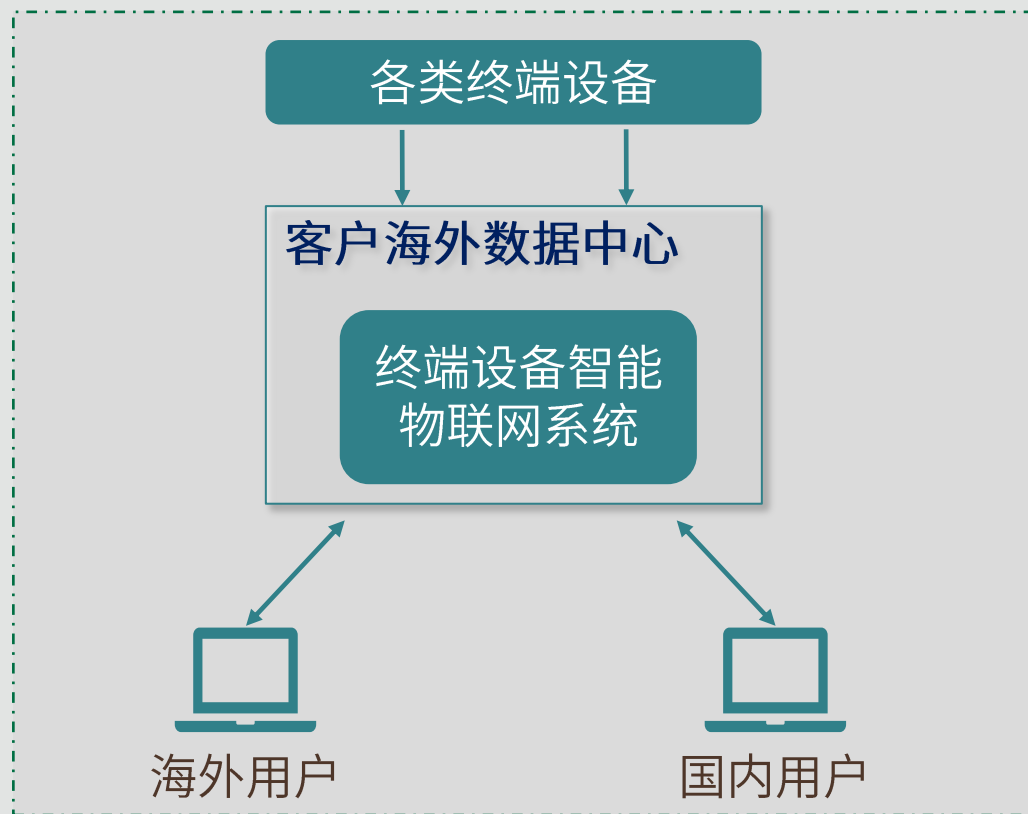 各类终端设备
客户海外数据中心
终端设备智能
物联网系统
海外用户
国内用户